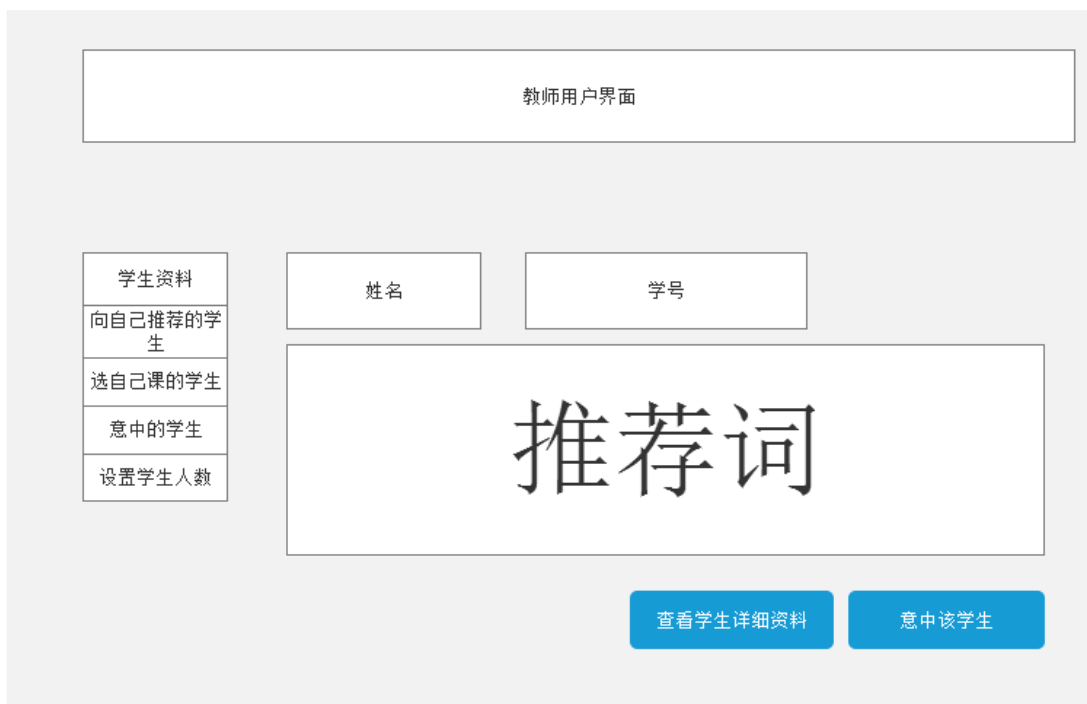 教师用户界面
学生资料
向自己推荐的学
生
选自己课的学生
意中的学生
设置学生人数
姓名
学号
推荐词
查看学生详细资料
意中该学生